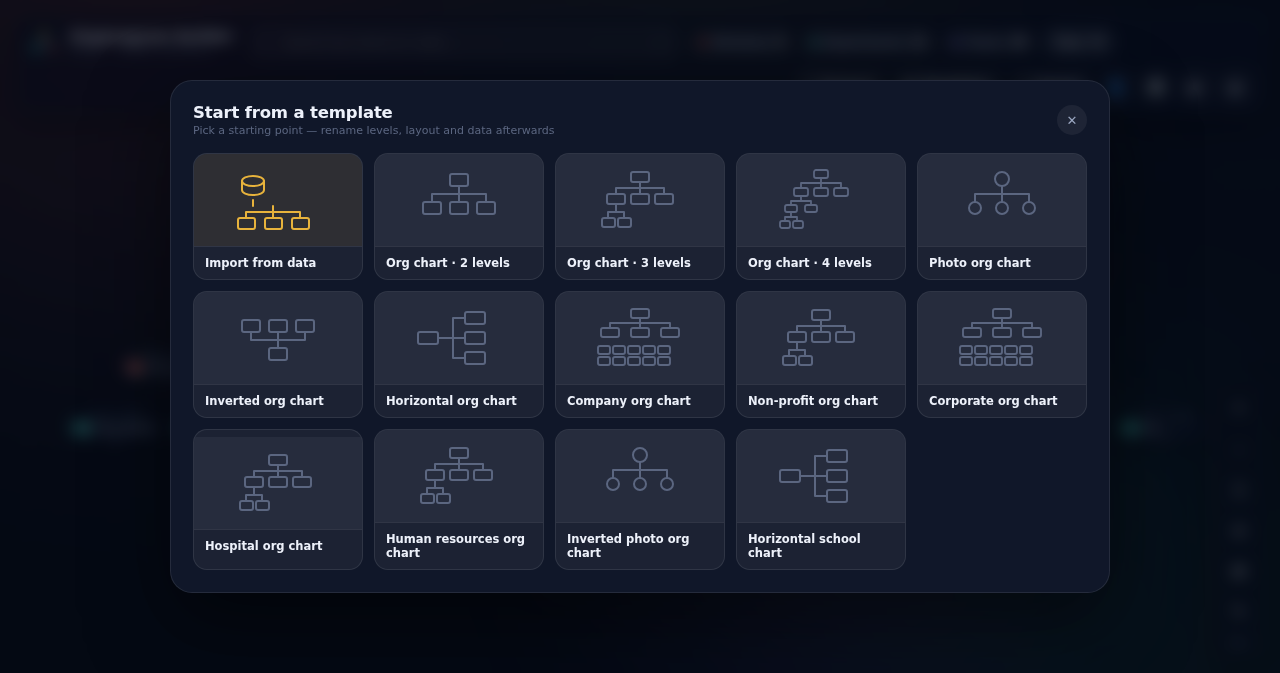 Start from a template
Pick a starting point — rename levels, layout and data afterwards
×
Import from data
Org chart · 2 levels
Org chart · 3 levels
Org chart · 4 levels
Photo org chart
Inverted org chart
Horizontal org chart
Company org chart
Non-profit org chart
Corporate org chart
Hospital org chart
Human resources org
chart
Inverted photo org
chart
Horizontal school
chart